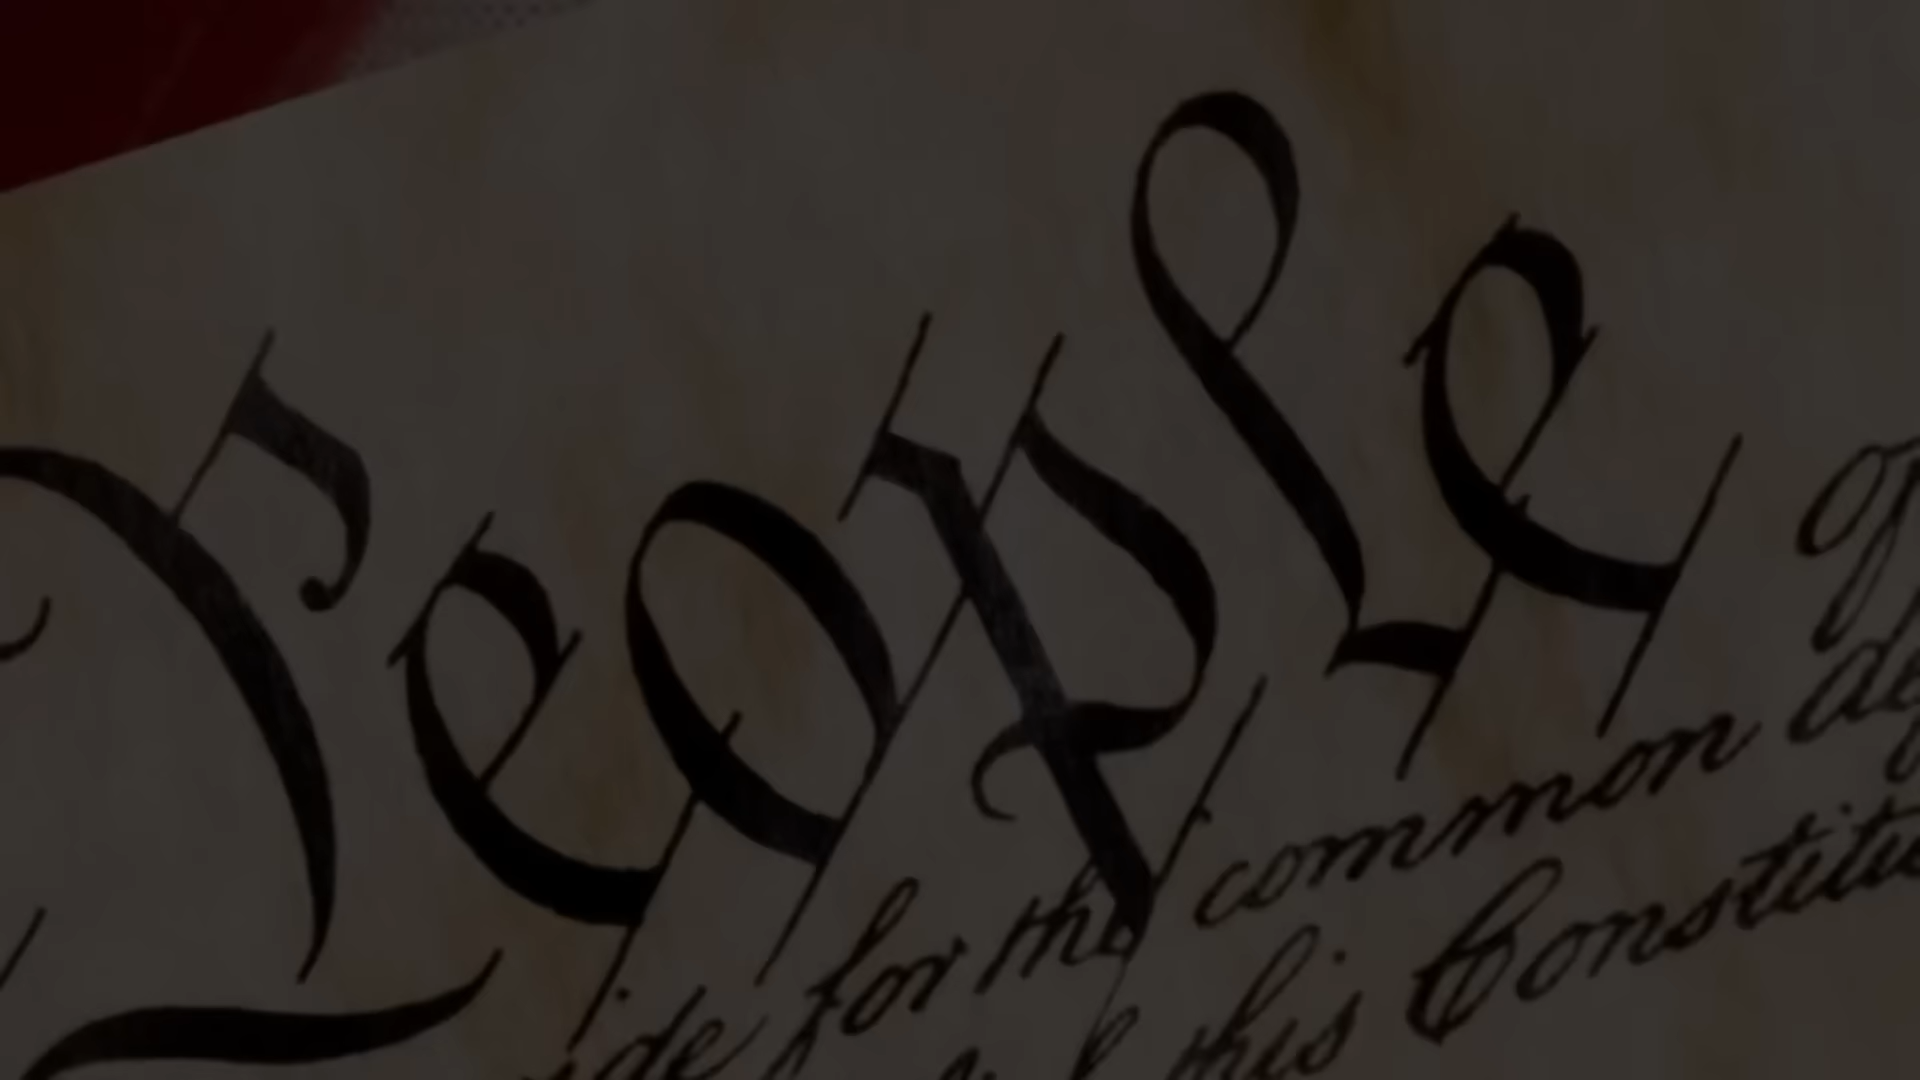 People of
ide for the common de
this Constitu